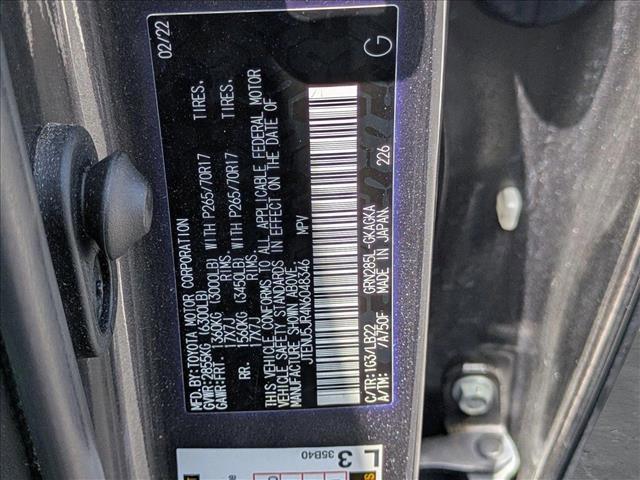 02/22
MFD.BY:TOYOTA MOTOR CORPORATION
GVWR:2855KG(6300LB)
GAWR:FRT. 1360KG (3000LB) WITH P265/70R17 TIRES,
17X7J RIMS,
RR. 1560KG (3450LB) WITH P265/70R17 TIRES,
17X7J RIMS,
THIS VEHICLE CONFORMS TO ALL APPLICABLE FEDERAL MOTOR
VEHICLE SAFETY STANDARDS IN EFFECT ON THE DATE OF
MANUFACTURE SHOWN ABOVE.
JTENU5JR4N6048346 MPV
C/TR:1G3/LB22 GRN285L-GKAGKA 226
A/TM: /A750F MADE IN JAPAN
G
L
3
35B40